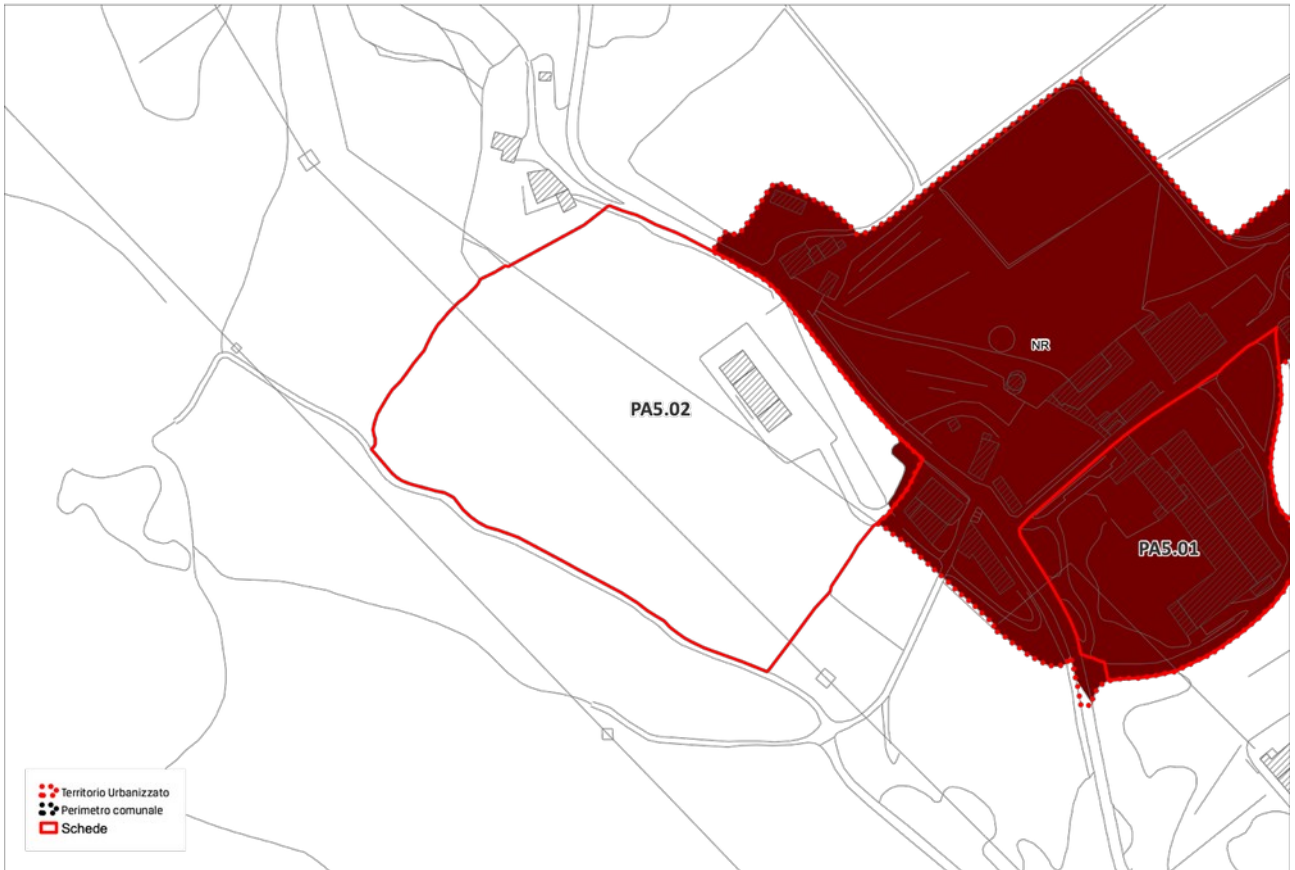 NR
PA5.02
PA5.01
Territorio Urbanizzato
Perimetro comunale
Schede